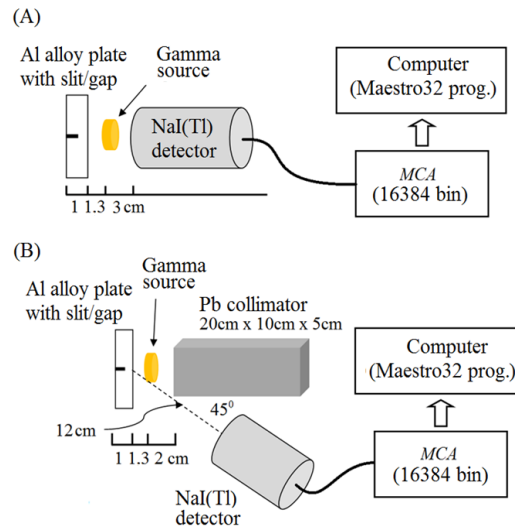 (A)
Al alloy plate
with slit/gap
Gamma
source
NaI(Tl)
detector
Computer
(Maestro32 prog.)
MCA
(16384 bin)
1 1.3 3 cm
(B)
Al alloy plate
with slit/gap
Gamma
source
Pb collimator
20cm x 10cm x 5cm
Computer
(Maestro32 prog.)
45⁰
12cm
1 1.3 2 cm
MCA
(16384 bin)
NaI(Tl)
detector